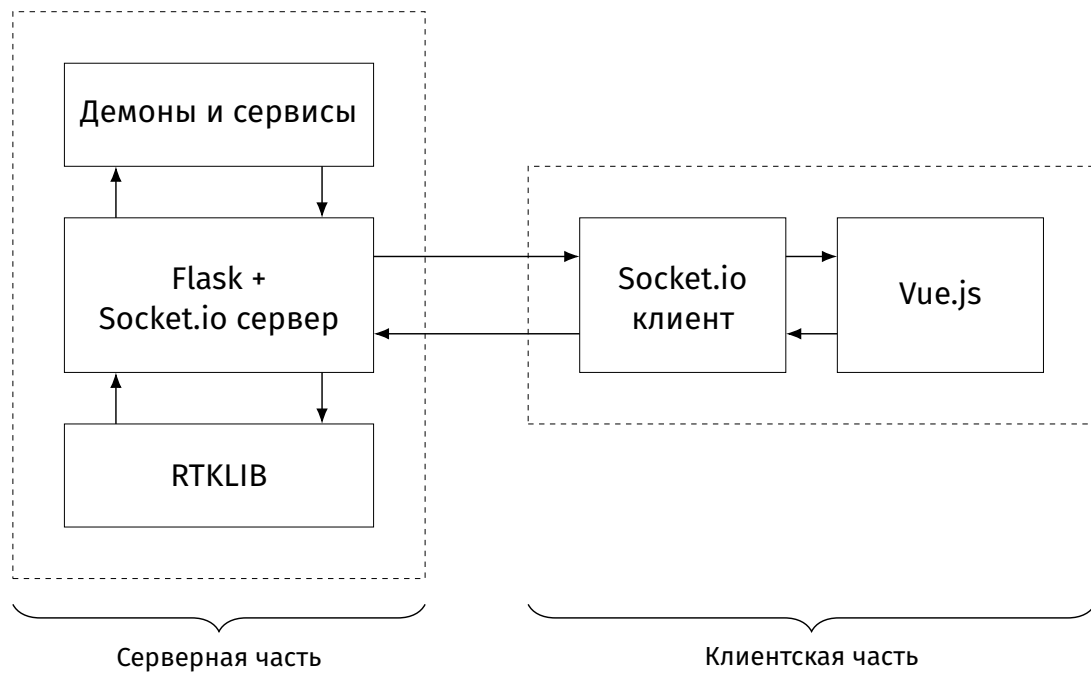 Демоны и сервисы
Flask +
Socket.io сервер
RTKLIB
Socket.io
клиент
Vue.js
Серверная часть
Клиентская часть